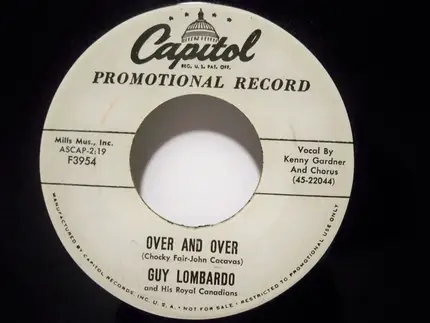 Capitol
REG. U.S. PAT. OFF.
PROMOTIONAL RECORD
Mills Mus., Inc.
ASCAP-2:19
F3954
Vocal By
Kenny Gardner
And Chorus
(45-22044)
OVER AND OVER
(Chocky Fair-John Cacavas)
GUY LOMBARDO
and His Royal Canadians
MANUFACTURED BY CAPITOL RECORDS, INC. U.S.A. • NOT FOR SALE • RESTRICTED TO PROMOTIONAL USE ONLY